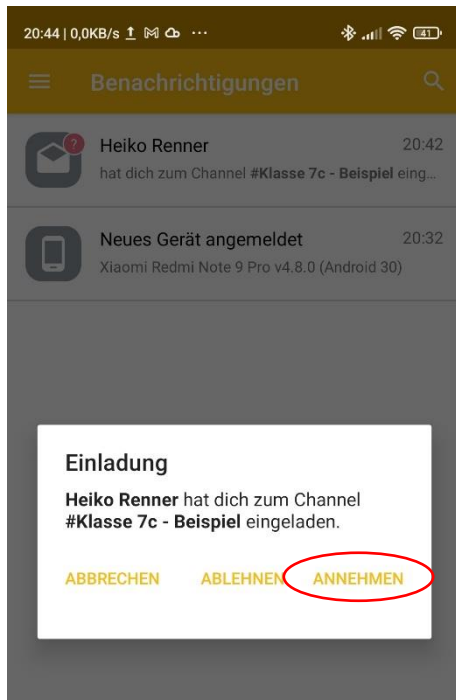 20:44 | 0,0KB/s ... 41
Benachrichtigungen
? Heiko Renner 20:42
hat dich zum Channel #Klasse 7c - Beispiel eing...
Neues Gerät angemeldet 20:32
Xiaomi Redmi Note 9 Pro v4.8.0 (Android 30)
Einladung
Heiko Renner hat dich zum Channel
#Klasse 7c - Beispiel eingeladen.
ABBRECHEN ABLEHNEN ANNEHMEN